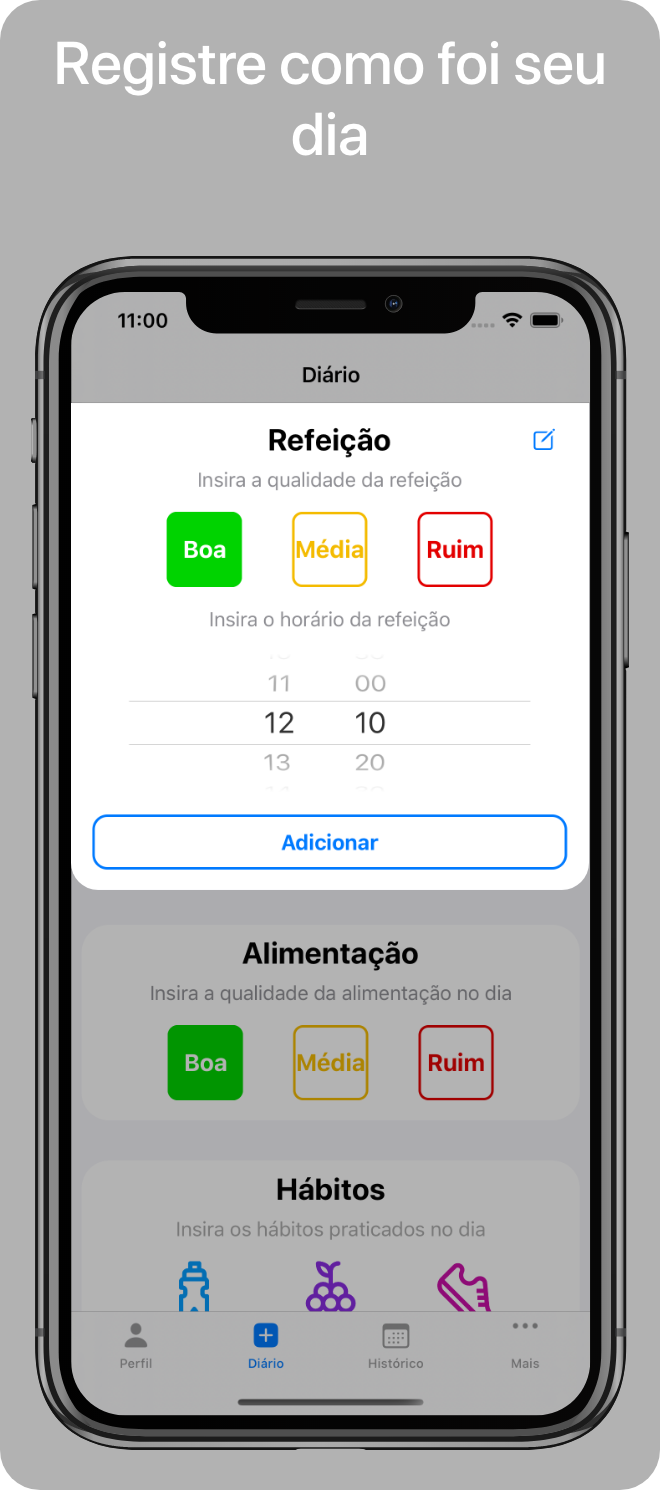 Registre como foi seu
dia
11:00
Diário
Refeição
Insira a qualidade da refeição
Boa Média Ruim
Insira o horário da refeição
11 00
12 10
13 20
Adicionar
Alimentação
Insira a qualidade da alimentação no dia
Boa Média Ruim
Hábitos
Insira os hábitos praticados no dia
Perfil Diário Histórico Mais